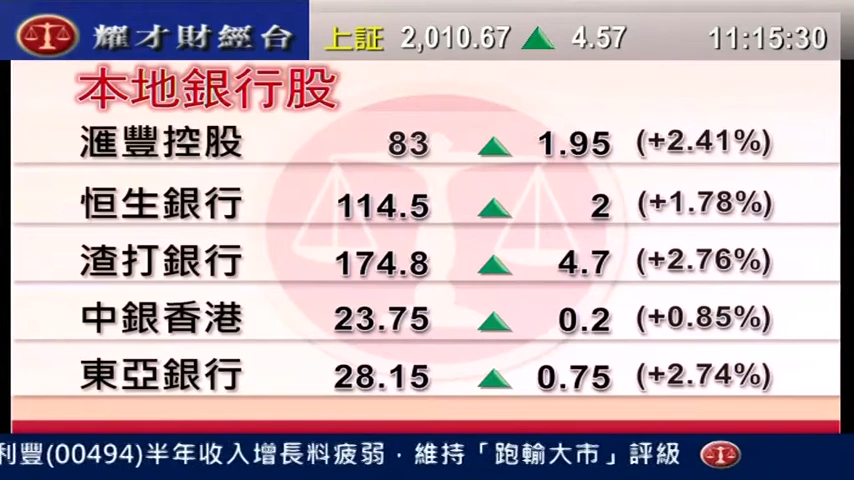 耀才財經台 上証 2,010.67 ▲ 4.57 11:15:30
本地銀行股
滙豐控股 83 ▲ 1.95 (+2.41%)
恒生銀行 114.5 ▲ 2 (+1.78%)
渣打銀行 174.8 ▲ 4.7 (+2.76%)
中銀香港 23.75 ▲ 0.2 (+0.85%)
東亞銀行 28.15 ▲ 0.75 (+2.74%)
利豐(00494)半年收入增長料疲弱，維持「跑輸大市」評級